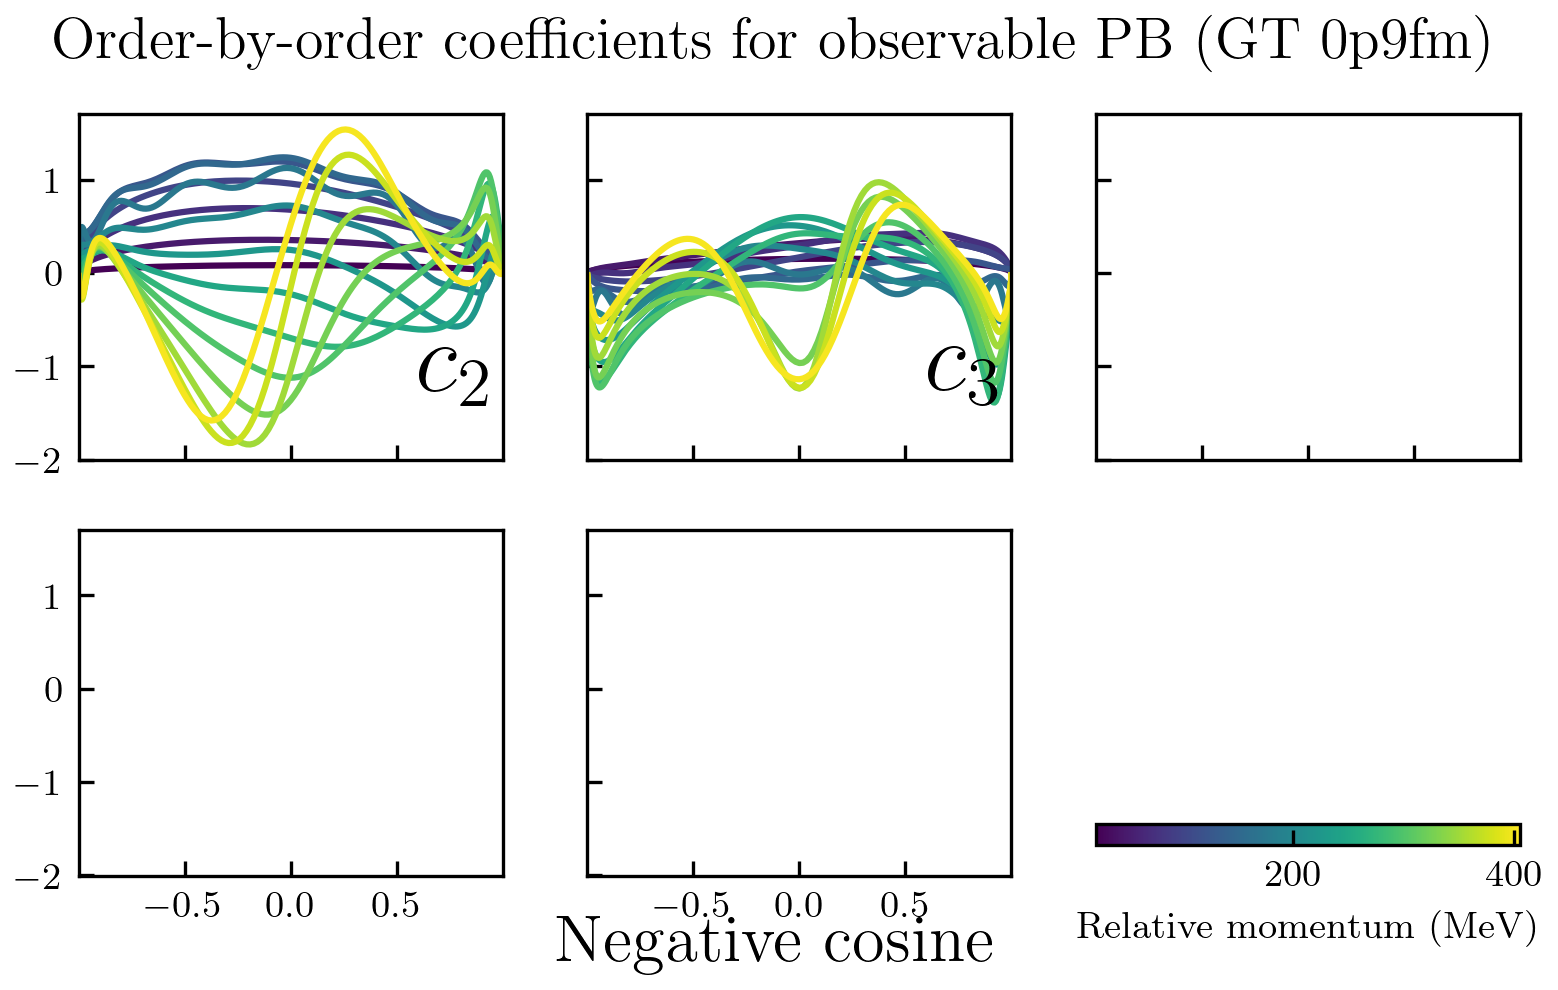 Order-by-order coefficients for observable PB (GT 0p9fm)
1
0
−1
−2
c2
c3
1
0
−1
−2
−0.5 0.0 0.5
−0.5 0.0 0.5
Negative cosine
200 400
Relative momentum (MeV)